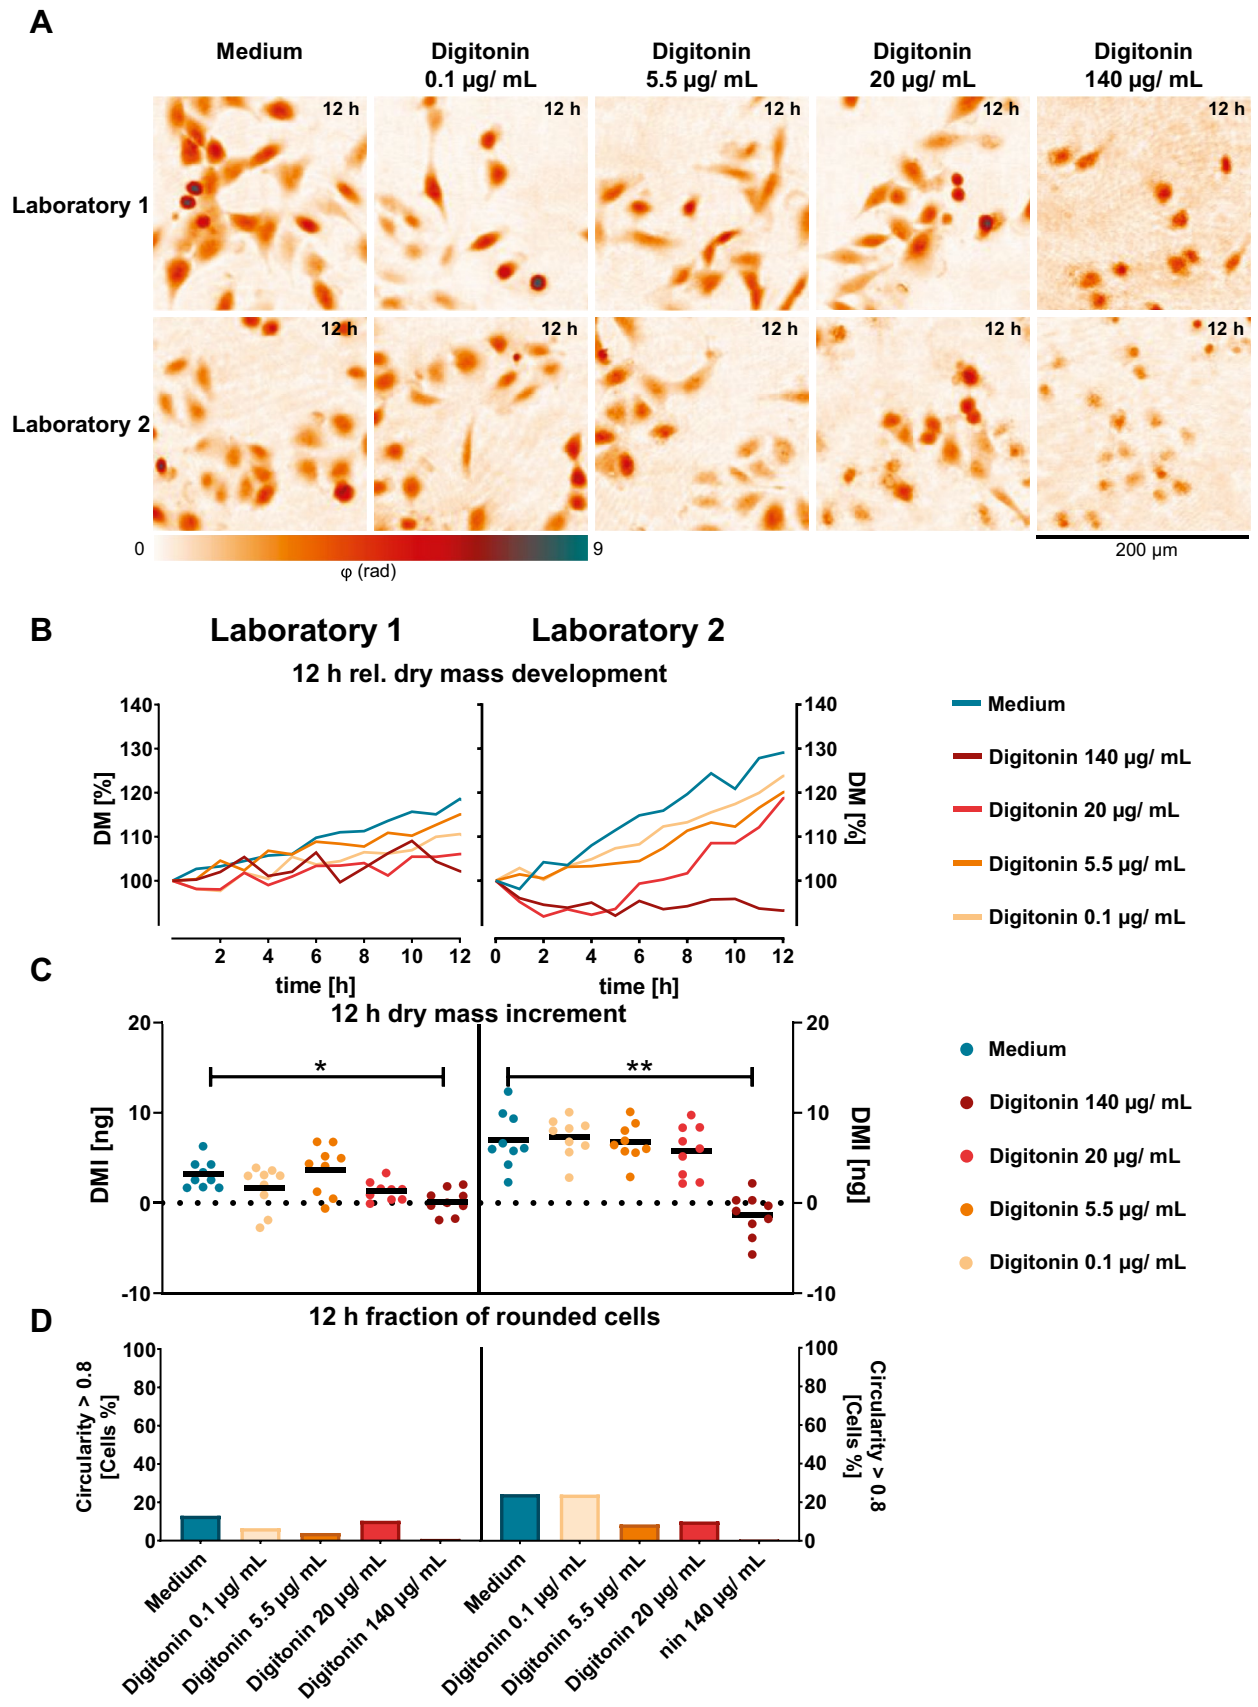 A
Medium
Digitonin
0.1 µg/ mL
Digitonin
5.5 µg/ mL
Digitonin
20 µg/ mL
Digitonin
140 µg/ mL
Laboratory 1
12 h
12 h
12 h
12 h
12 h
Laboratory 2
12 h
12 h
12 h
12 h
12 h
0
9
φ (rad)
200 µm
B
Laboratory 1
Laboratory 2
12 h rel. dry mass development
DM [%]
140
130
120
110
100
2 4 6 8 10 12
time [h]
0 2 4 6 8 10 12
time [h]
140
130
120
110
100
DM [%]
Medium
Digitonin 140 µg/ mL
Digitonin 20 µg/ mL
Digitonin 5.5 µg/ mL
Digitonin 0.1 µg/ mL
C
12 h dry mass increment
DMI [ng]
20
10
0
-10
*
**
20
10
0
-10
DMI [ng]
Medium
Digitonin 140 µg/ mL
Digitonin 20 µg/ mL
Digitonin 5.5 µg/ mL
Digitonin 0.1 µg/ mL
D
12 h fraction of rounded cells
Circularity > 0.8
[Cells %]
100
80
60
40
20
0
100
80
60
40
20
0
Circularity > 0.8
[Cells %]
Medium
Digitonin 0.1 µg/ mL
Digitonin 5.5 µg/ mL
Digitonin 20 µg/ mL
Digitonin 140 µg/ mL
Medium
Digitonin 0.1 µg/ mL
Digitonin 5.5 µg/ mL
Digitonin 20 µg/ mL
nin 140 µg/ mL